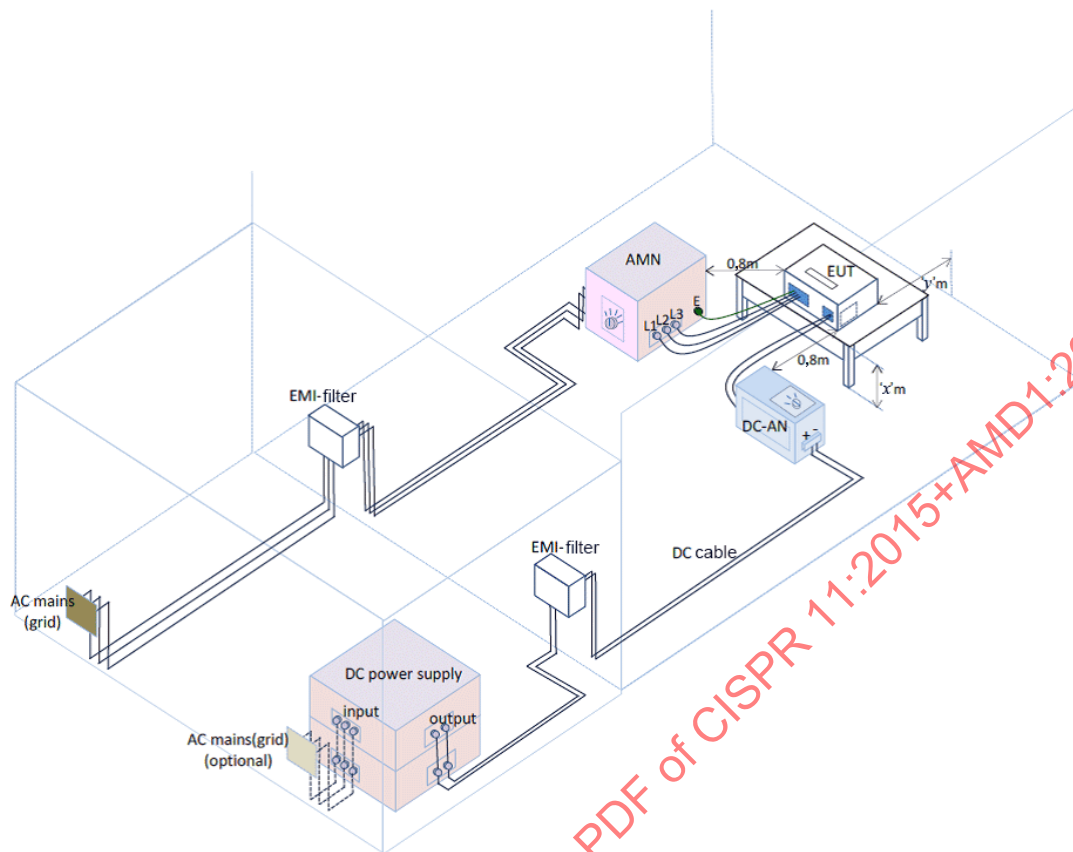 AMN
0,8m
EUT
'y'm
E
L1 L2 L3
0,8m
'x'm
EMI-filter
DC-AN
+ -
EMI-filter
DC cable
AC mains
(grid)
DC power supply
input
output
AC mains(grid)
(optional)
PDF of CISPR 11:2015+AMD1:20